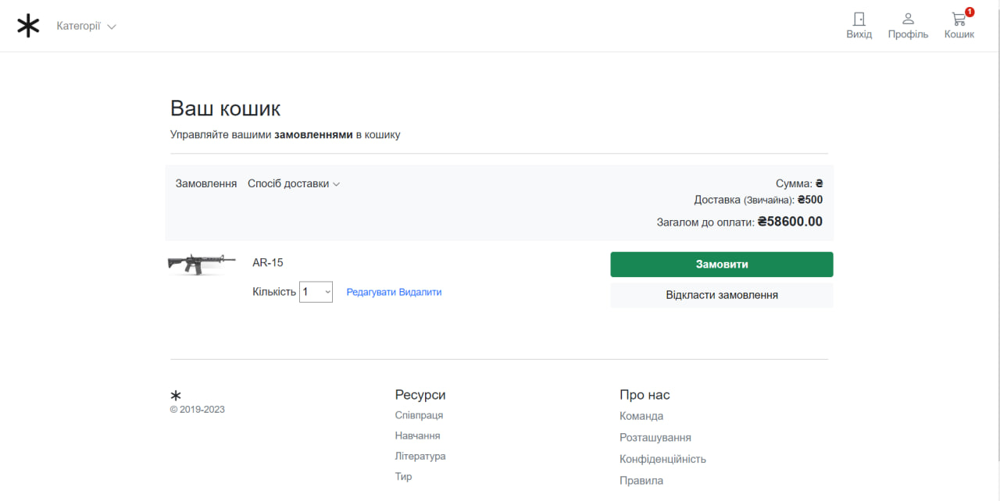 Категорії
Вихід
Профіль
1
Кошик
Ваш кошик
Управляйте вашими замовленнями в кошику
Замовлення Спосіб доставки
Сумма: ₴
Доставка (Звичайна): ₴500
Загалом до оплати: ₴58600.00
AR-15
Кількість 1 Редагувати Видалити
Замовити
Відкласти замовлення
© 2019-2023
Ресурси
Співпраця
Навчання
Література
Тир
Про нас
Команда
Розташування
Конфіденційність
Правила